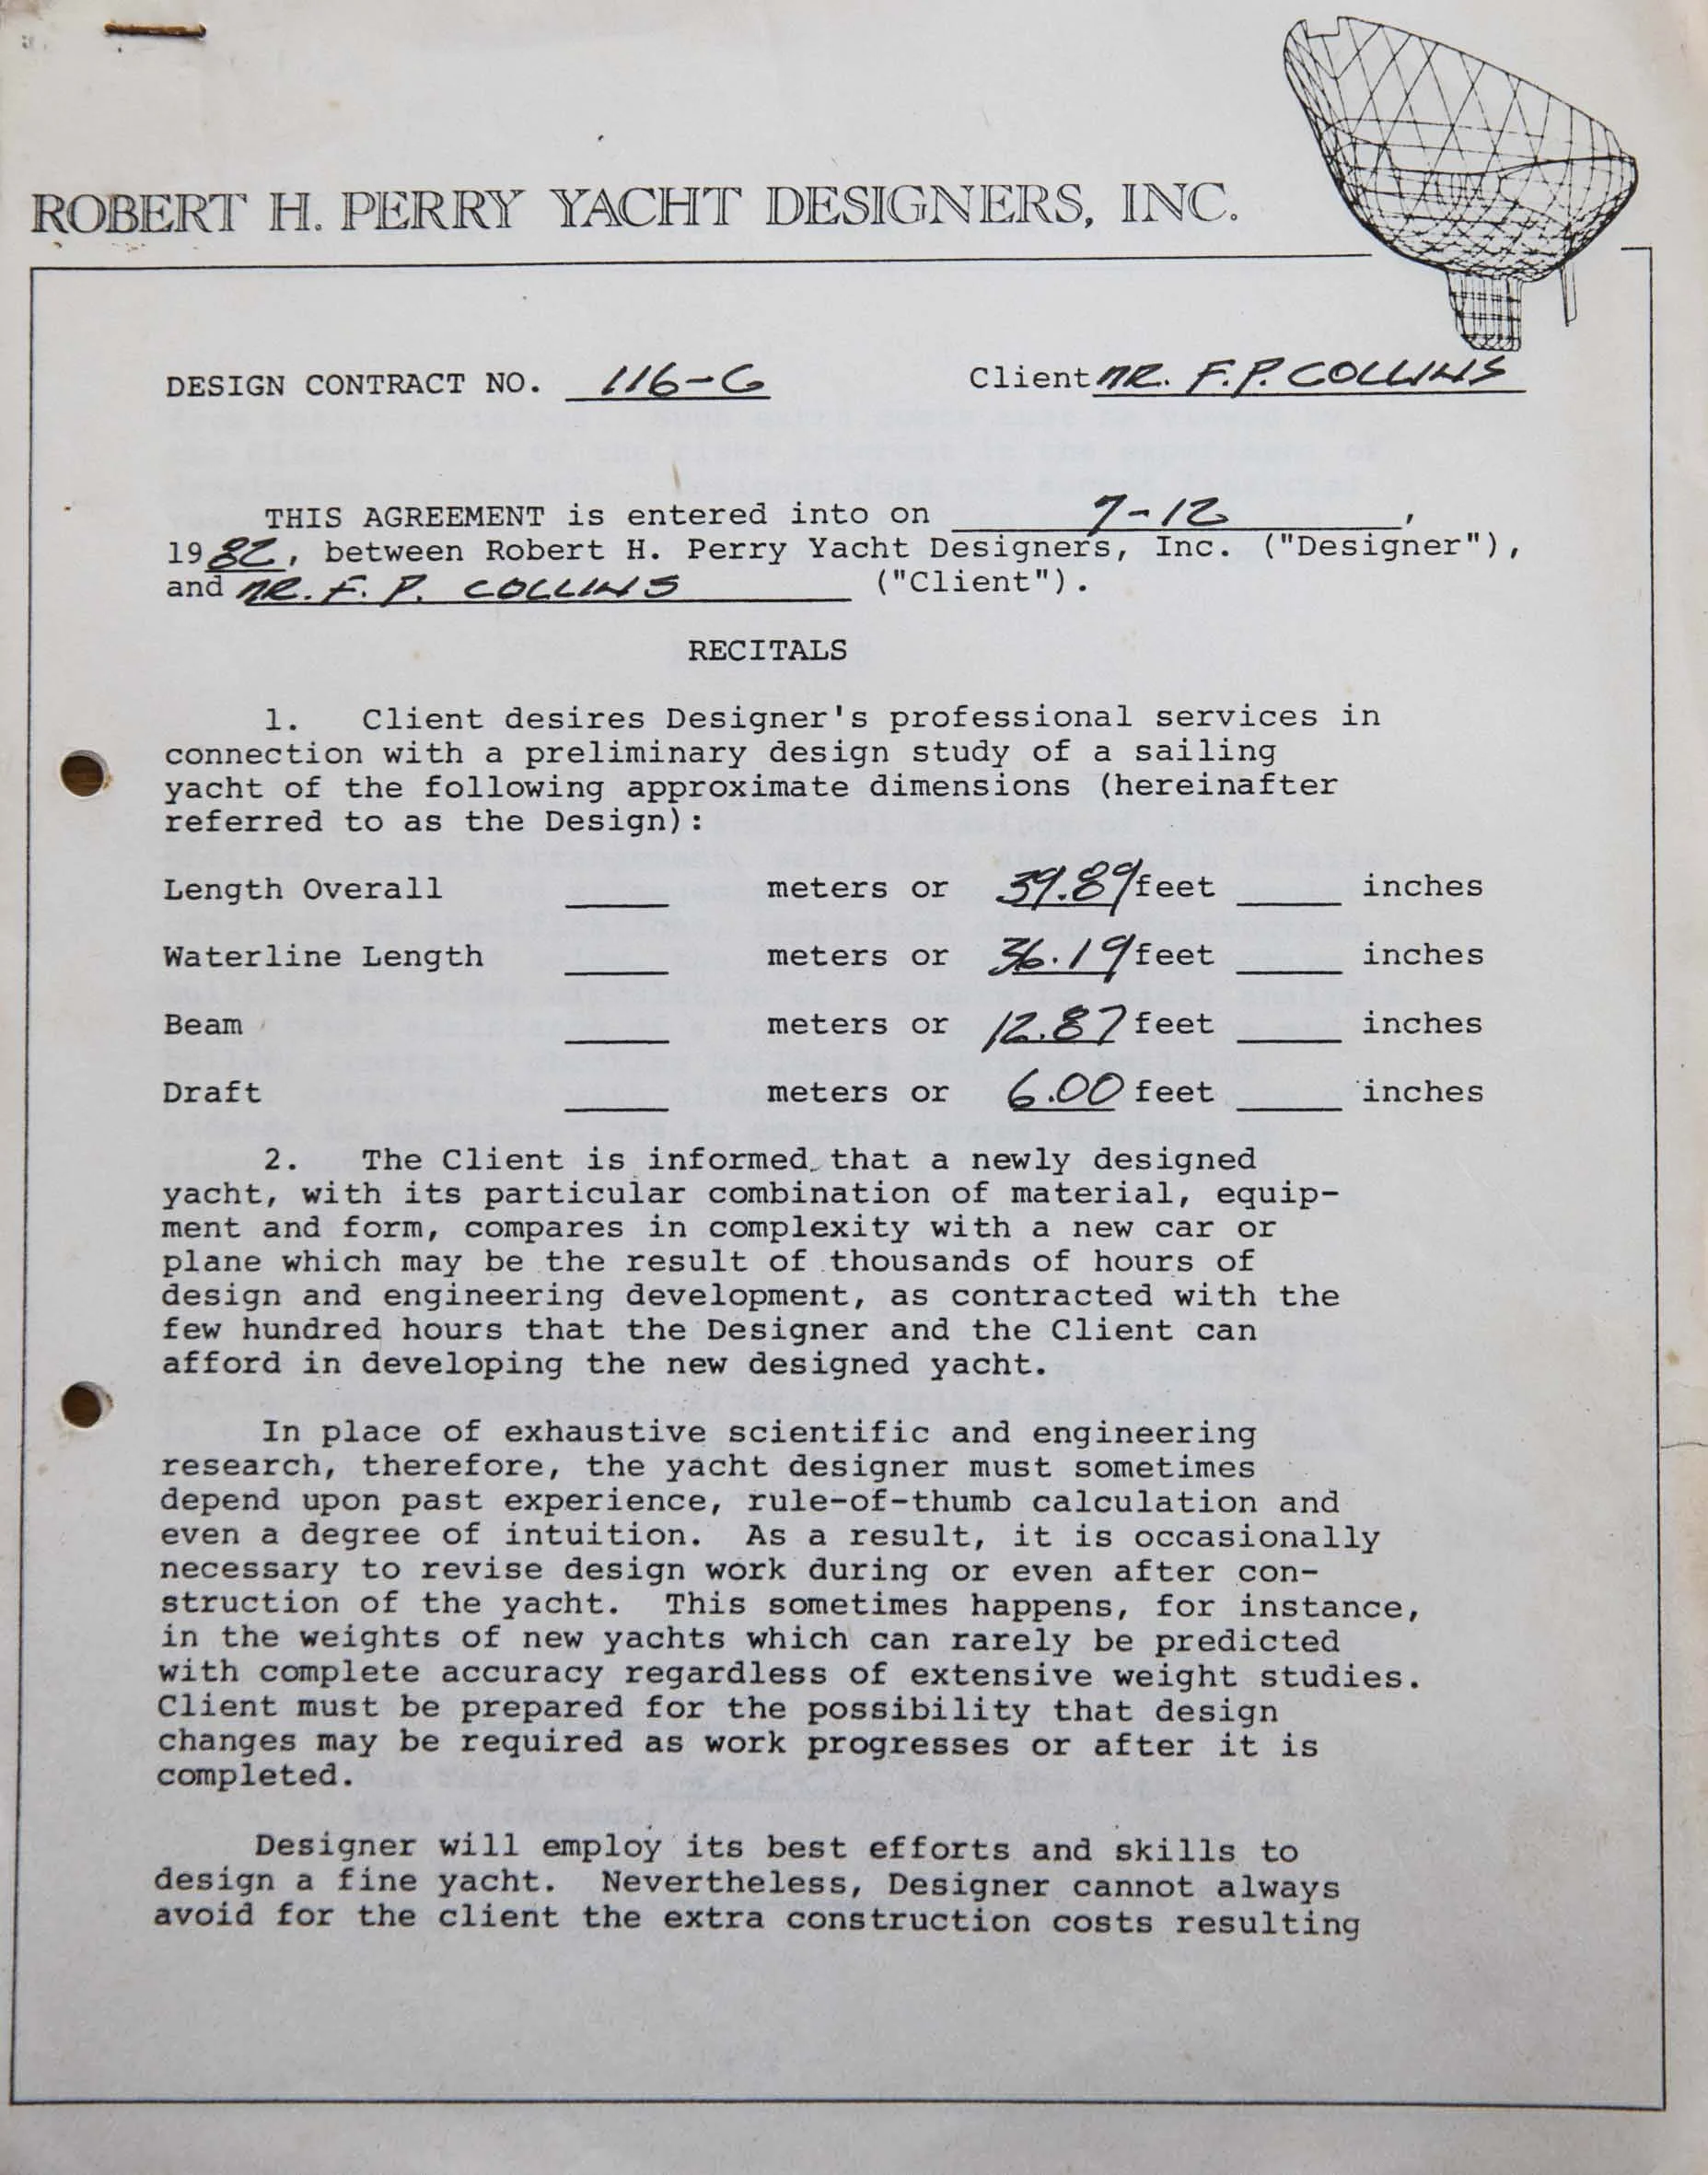 ROBERT H. PERRY YACHT DESIGNERS, INC.
DESIGN CONTRACT NO. 116-C Client MR. F.P. COLLINS
THIS AGREEMENT is entered into on 7-12,
1982, between Robert H. Perry Yacht Designers, Inc. ("Designer"),
and MR. F. P. COLLINS ("Client").
RECITALS
1. Client desires Designer's professional services in
connection with a preliminary design study of a sailing
yacht of the following approximate dimensions (hereinafter
referred to as the Design):
Length Overall ____ meters or 39.89 feet ____ inches
Waterline Length ____ meters or 36.19 feet ____ inches
Beam ____ meters or 12.87 feet ____ inches
Draft ____ meters or 6.00 feet ____ inches
2. The Client is informed that a newly designed
yacht, with its particular combination of material, equip-
ment and form, compares in complexity with a new car or
plane which may be the result of thousands of hours of
design and engineering development, as contracted with the
few hundred hours that the Designer and the Client can
afford in developing the new designed yacht.
In place of exhaustive scientific and engineering
research, therefore, the yacht designer must sometimes
depend upon past experience, rule-of-thumb calculation and
even a degree of intuition. As a result, it is occasionally
necessary to revise design work during or even after con-
struction of the yacht. This sometimes happens, for instance,
in the weights of new yachts which can rarely be predicted
with complete accuracy regardless of extensive weight studies.
Client must be prepared for the possibility that design
changes may be required as work progresses or after it is
completed.
Designer will employ its best efforts and skills to
design a fine yacht. Nevertheless, Designer cannot always
avoid for the client the extra construction costs resulting